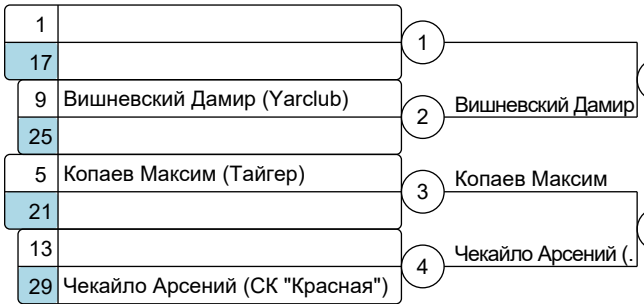 1
17
1
9 Вишневский Дамир (Yarclub)
25
2
Вишневский Дамир
5 Копаев Максим (Тайгер)
21
3
Копаев Максим
13
29 Чекайло Арсений (СК "Красная")
4
Чекайло Арсений (.